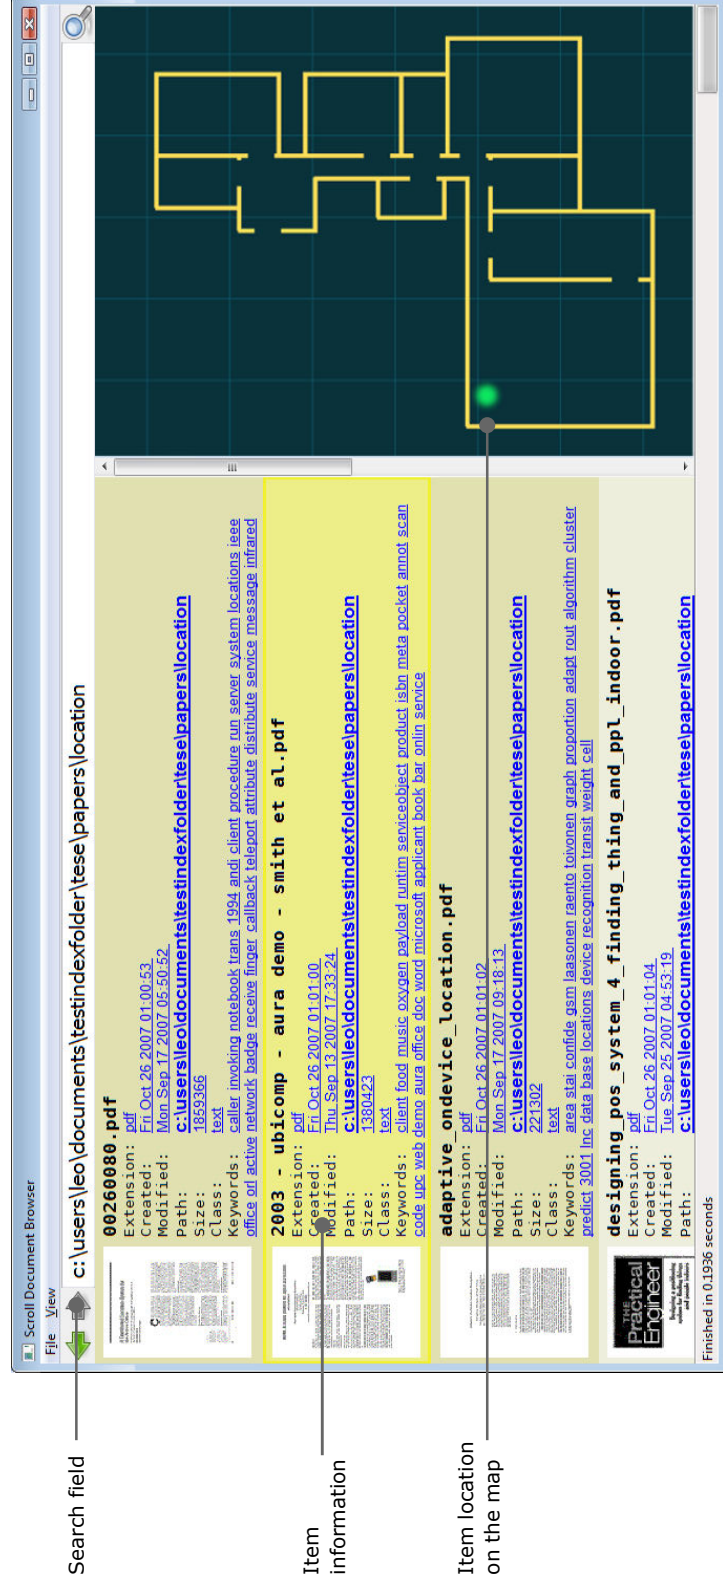 Scroll Document Browser
File View
c:\users\leo\documents\testindexfolder\tese\papers\location
00260080.pdf
Extension: pdf
Created: Fri Oct 26 2007 01:00:53
Modified: Mon Sep 17 2007 05:50:52
Path: c:\users\leo\documents\testindexfolder\tese\papers\location
Size: 1859366
Class: text
Keywords: caller invoking notebook trans 1994 andi client procedure run server system locations ieee
office orl active network badge receive finger callback teleport attribute distribute service message infrared
2003 - ubicomp - aura demo - smith et al.pdf
Extension: pdf
Created: Fri Oct 26 2007 01:01:00
Modified: Thu Sep 13 2007 17:33:24
Path: c:\users\leo\documents\testindexfolder\tese\papers\location
Size: 1380423
Class: text
Keywords: client food music oxygen payload runtim serviceobject product isbn meta pocket annot scan
code upc web demo aura office doc word microsoft applicant book bar onlin service
adaptive_ondevice_location.pdf
Extension: pdf
Created: Fri Oct 26 2007 01:01:02
Modified: Mon Sep 17 2007 09:18:13
Path: c:\users\leo\documents\testindexfolder\tese\papers\location
Size: 221302
Class: text
Keywords: area stai confide gsm laasonen raento toivonen graph proportion adapt rout algorithm cluster
predict 3001 lnc data base locations device recognition transit weight cell
THE
Practical
Engineer
Designing a positioning
system for finding things
and people indoors
designing_pos_system_4_finding_thing_and_ppl_indoor.pdf
Extension: pdf
Created: Fri Oct 26 2007 01:01:04
Modified: Tue Sep 25 2007 04:53:19
Path: c:\users\leo\documents\testindexfolder\tese\papers\location
Finished in 0.1936 seconds
Search field
Item
information
Item location
on the map